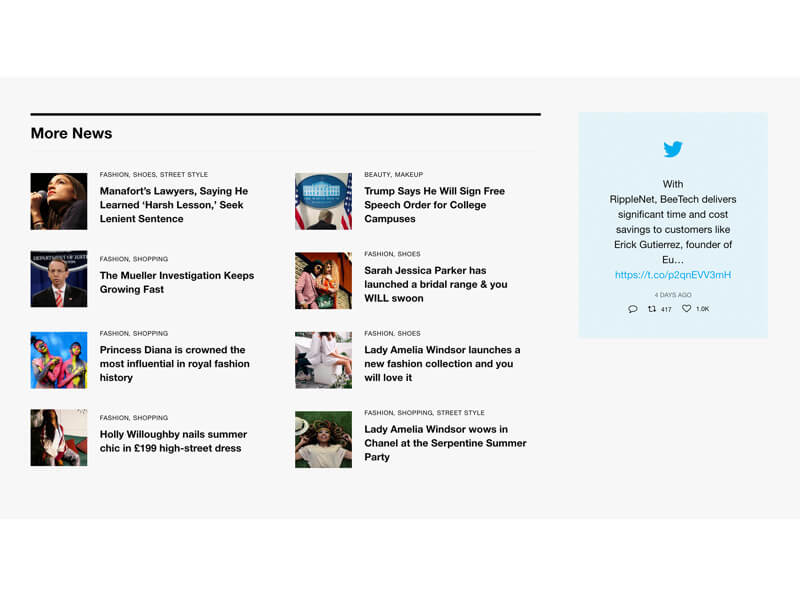 More News
FASHION, SHOES, STREET STYLE
Manafort’s Lawyers, Saying He
Learned ‘Harsh Lesson,’ Seek
Lenient Sentence
DEPARTMENT OF JUSTI
FASHION, SHOPPING
The Mueller Investigation Keeps
Growing Fast
FASHION, SHOPPING
Princess Diana is crowned the
most influential in royal fashion
history
FASHION, SHOPPING
Holly Willoughby nails summer
chic in £199 high-street dress
BEAUTY, MAKEUP
Trump Says He Will Sign Free
Speech Order for College
Campuses
THE WHITE HOUSE
FASHION, SHOES
Sarah Jessica Parker has
launched a bridal range & you
WILL swoon
FASHION, SHOES
Lady Amelia Windsor launches a
new fashion collection and you
will love it
FASHION, SHOPPING, STREET STYLE
Lady Amelia Windsor wows in
Chanel at the Serpentine Summer
Party
With
RippleNet, BeeTech delivers
significant time and cost
savings to customers like
Erick Gutierrez, founder of
Eu…
https://t.co/p2qnEVV3mH
4 DAYS AGO
417 1.0K